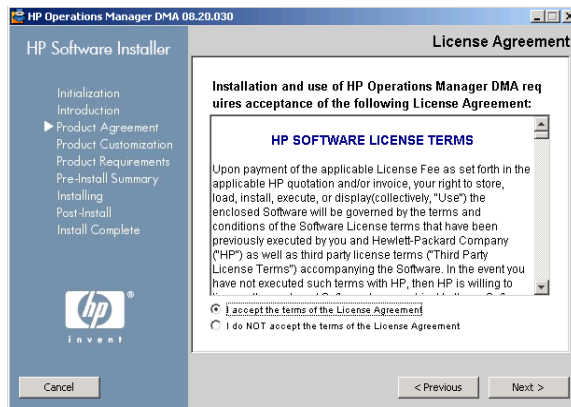 HP Operations Manager DMA 08.20.030
HP Software Installer
License Agreement
Initialization
Introduction
Product Agreement
Product Customization
Product Requirements
Pre-Install Summary
Installing
Post-Install
Install Complete
Installation and use of HP Operations Manager DMA req
uires acceptance of the following License Agreement:
HP SOFTWARE LICENSE TERMS
Upon payment of the applicable License Fee as set forth in the
applicable HP quotation and/or invoice, your right to store,
load, install, execute, or display(collectively, "Use") the
enclosed Software will be governed by the terms and
conditions of the Software License terms that have been
previously executed by you and Hewlett-Packard Company
("HP") as well as third party license terms ("Third Party
License Terms") accompanying the Software. In the event you
have not executed such terms with HP, then HP is willing to
I accept the terms of the License Agreement
I do NOT accept the terms of the License Agreement
hp
®
invent
Cancel
< Previous
Next >